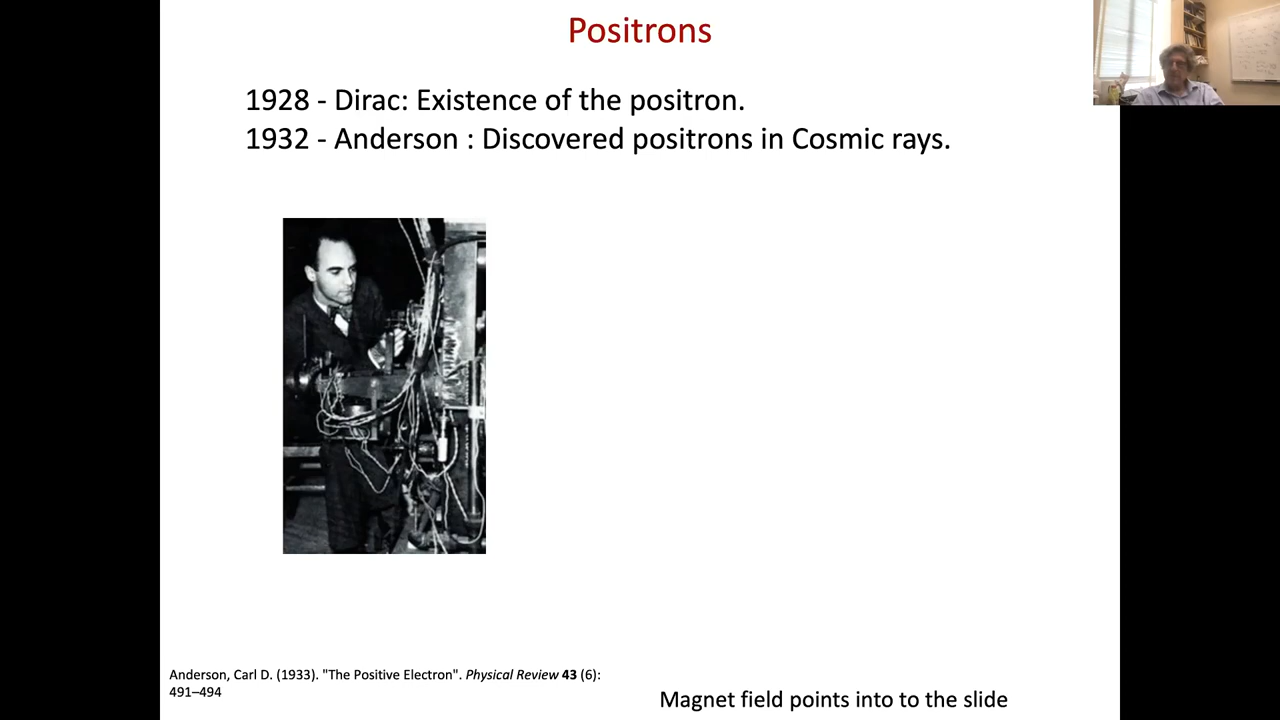 Positrons
1928 - Dirac: Existence of the positron.
1932 - Anderson : Discovered positrons in Cosmic rays.
Anderson, Carl D. (1933). "The Positive Electron". Physical Review 43 (6):
491–494
Magnet field points into to the slide